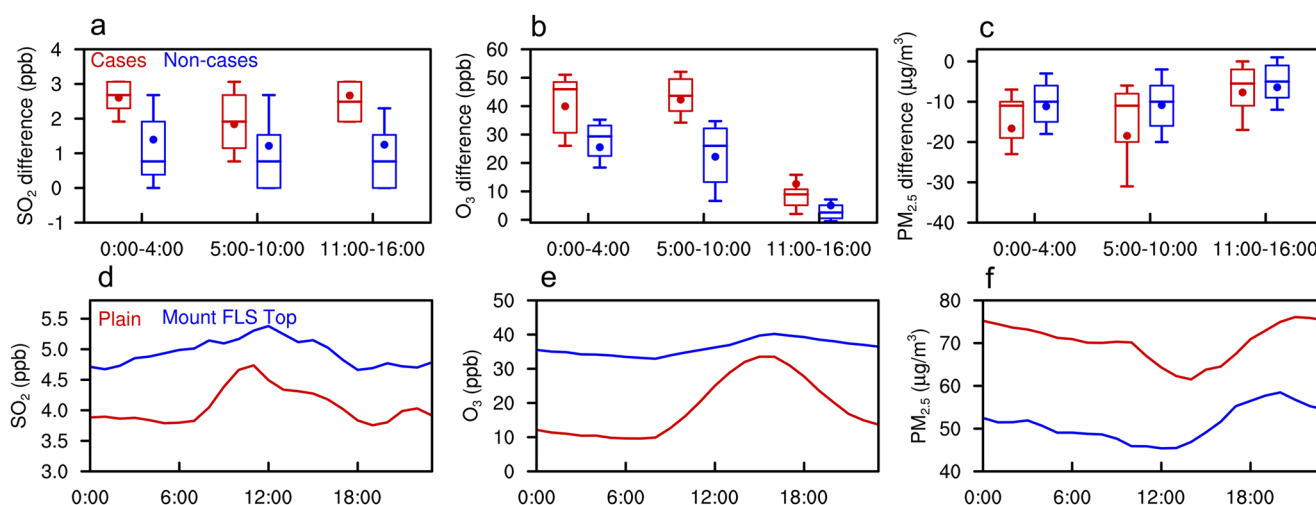 a
SO2 difference (ppb)
4
3
2
1
0
-1
Cases Non-cases
0:00-4:00 5:00-10:00 11:00-16:00
b
O3 difference (ppb)
60
50
40
30
20
10
0
0:00-4:00 5:00-10:00 11:00-16:00
c
PM2.5 difference (μg/m3)
0
-10
-20
-30
-40
0:00-4:00 5:00-10:00 11:00-16:00
d
SO2 (ppb)
5.5
5.0
4.5
4.0
3.5
3.0
Plain Mount FLS Top
0:00 6:00 12:00 18:00
e
O3 (ppb)
50
40
30
20
10
0
0:00 6:00 12:00 18:00
f
PM2.5 (μg/m3)
80
70
60
50
40
0:00 6:00 12:00 18:00